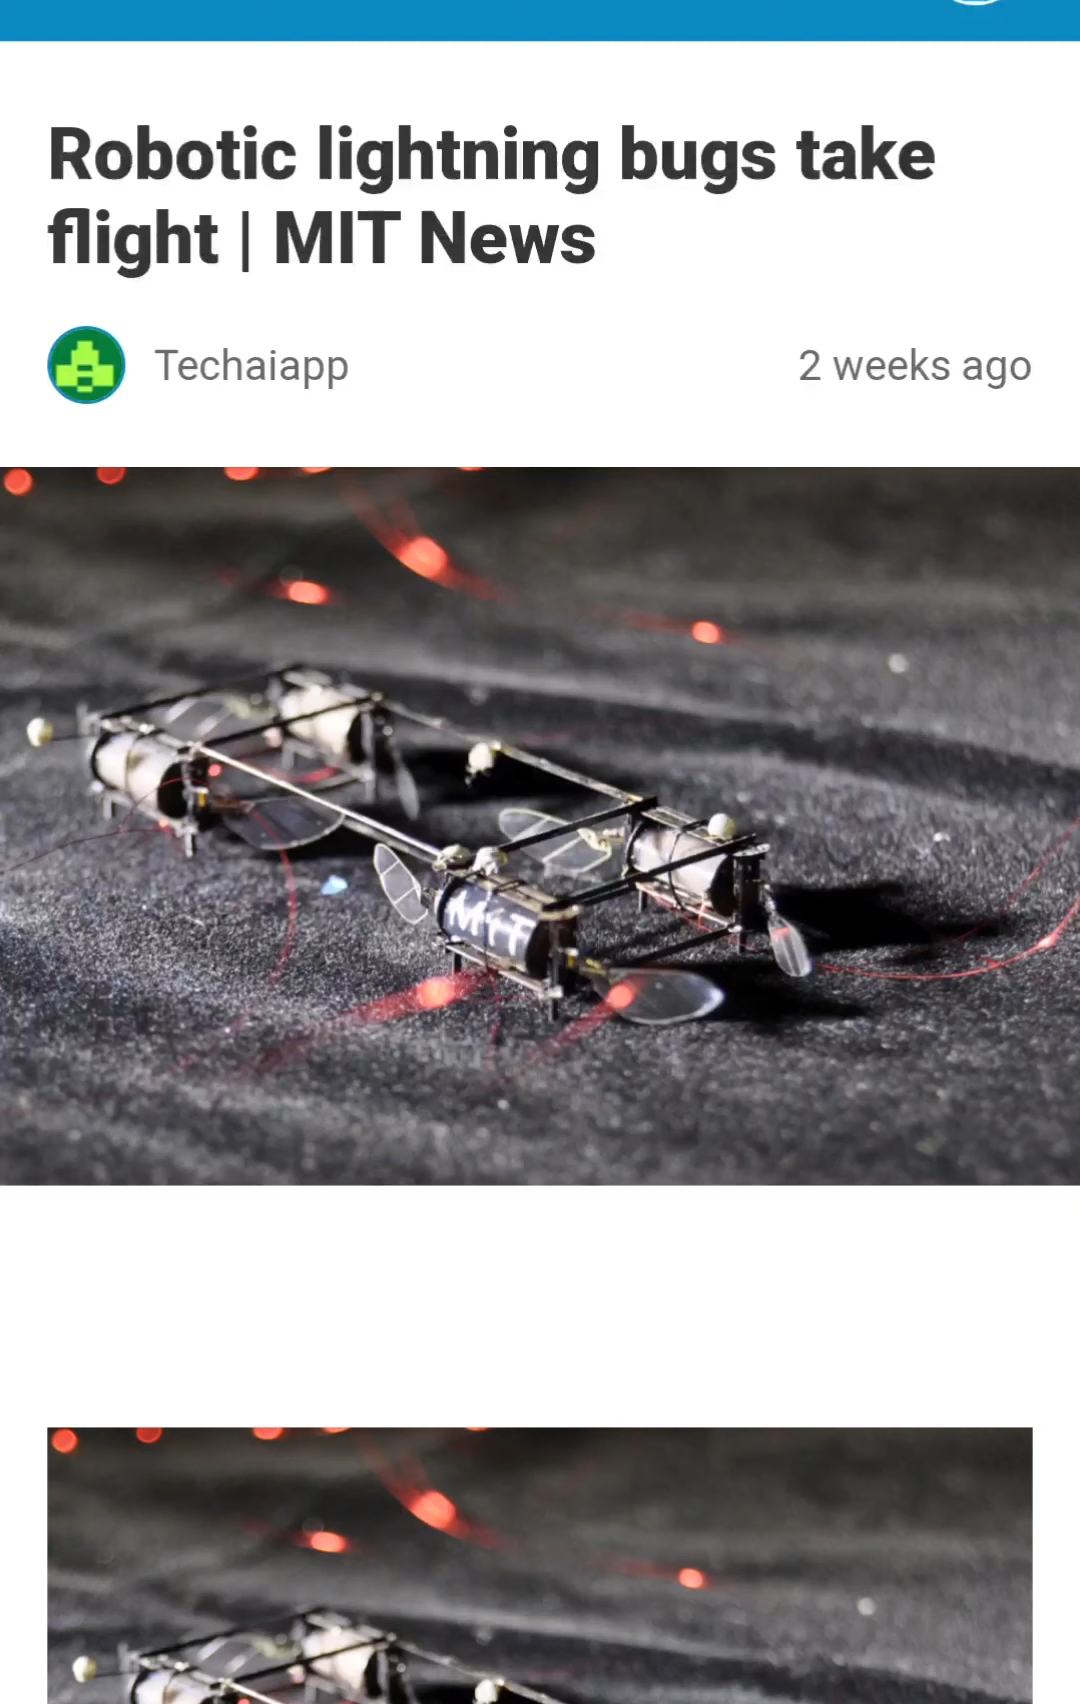 Robotic lightning bugs take
flight | MIT News
Techaiapp
2 weeks ago
MIT